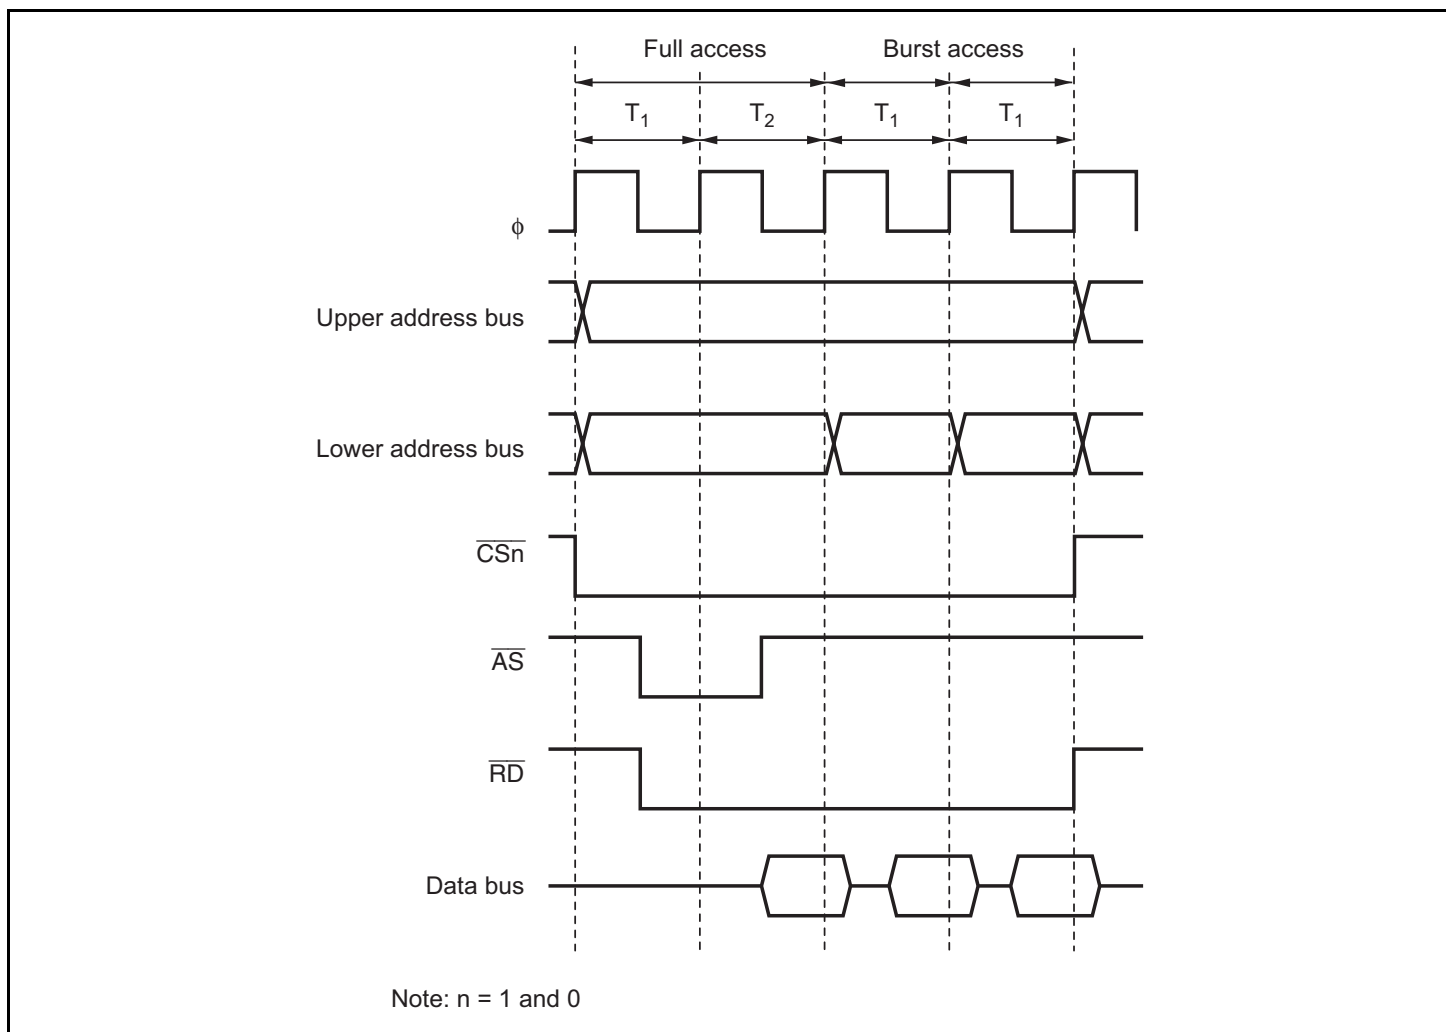 Full access Burst access
T1 T2 T1 T1
ϕ
Upper address bus
Lower address bus
CSn
AS
RD
Data bus
Note: n = 1 and 0